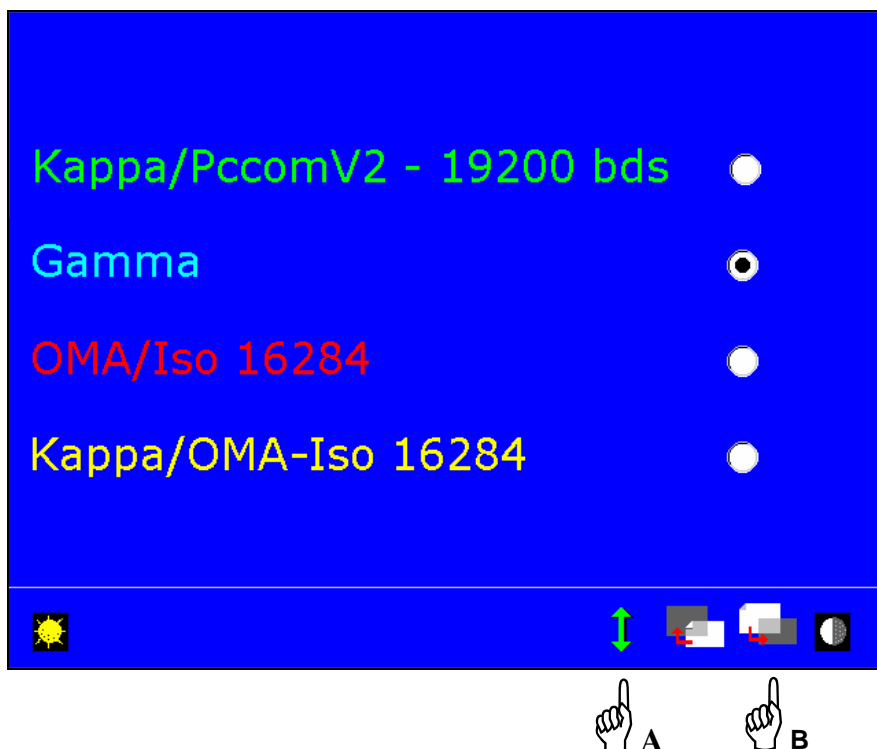 Kappa/PccomV2 - 19200 bds
Gamma
OMA/Iso 16284
Kappa/OMA-Iso 16284
A B